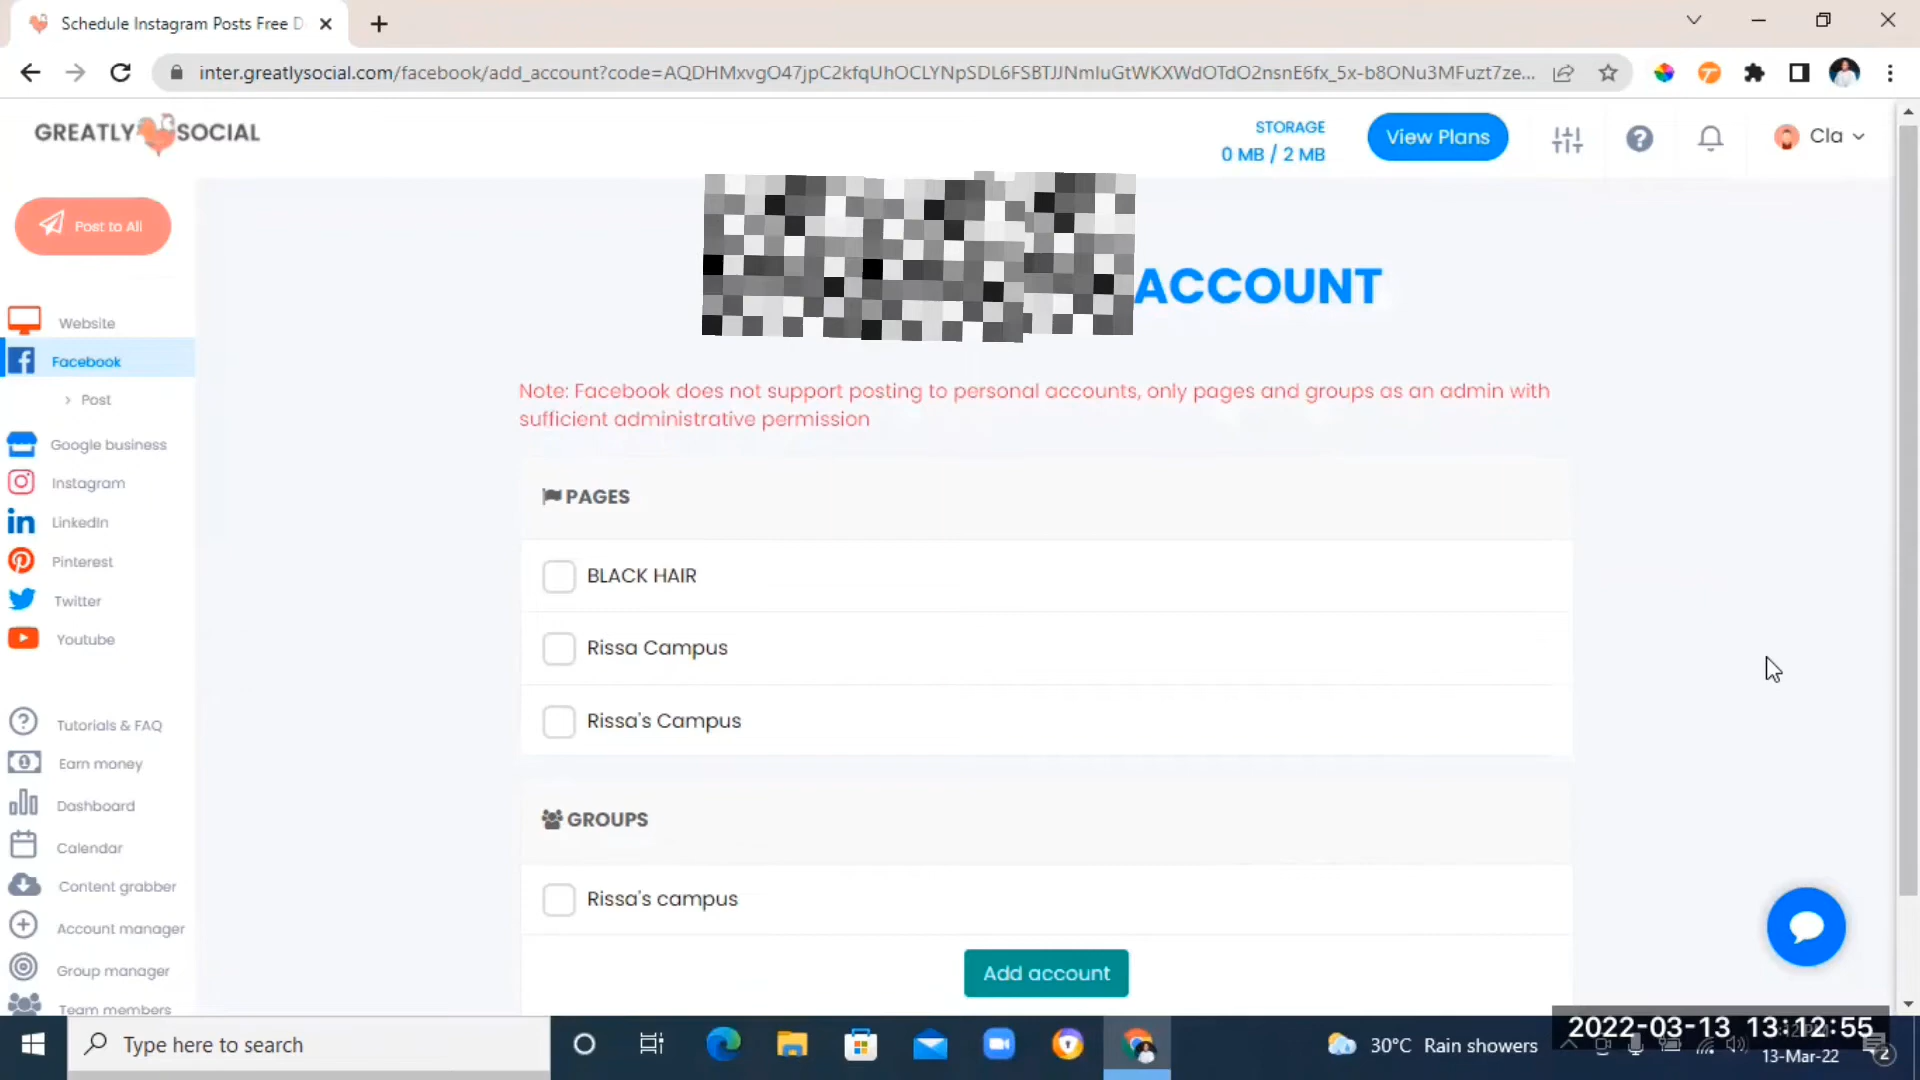 Schedule Instagram Posts Free D
inter.greatlysocial.com/facebook/add_account?code=AQDHMxvgO47jpC2kfqUhOCLYNpSDL6FSBTJJNmIuGtWKXWdOTdO2nsnE6fx_5x-b8ONu3MFuzt7ze...
GREATLY SOCIAL
STORAGE
0 MB / 2 MB
View Plans
Cla
Post to All
Website
Facebook
Post
Google business
Instagram
LinkedIn
Pinterest
Twitter
Youtube
Tutorials & FAQ
Earn money
Dashboard
Calendar
Content grabber
Account manager
Group manager
Team members
ACCOUNT
Note: Facebook does not support posting to personal accounts, only pages and groups as an admin with
sufficient administrative permission
PAGES
BLACK HAIR
Rissa Campus
Rissa's Campus
GROUPS
Rissa's campus
Add account
Type here to search
30°C Rain showers
2022-03-13 13:12:55
13-Mar-22
2